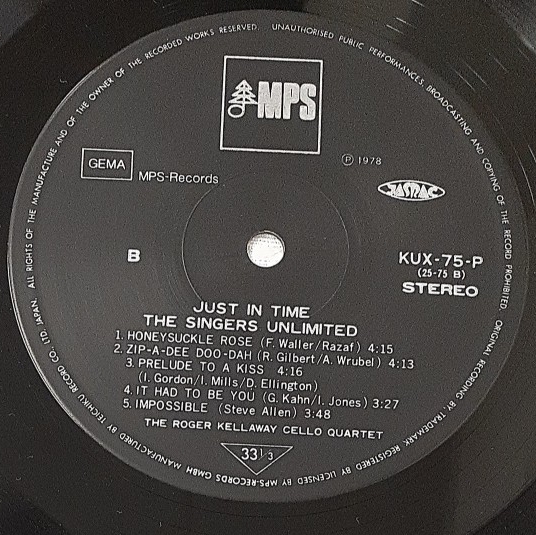 ALL RIGHTS OF THE MANUFACTURE AND OF THE OWNER OF THE RECORDED WORKS RESERVED. UNAUTHORISED PUBLIC PERFORMANCES, BROADCASTING AND COPYING OF THE RECORD PROHIBITED. ORIGINAL RECORDING BY TRADEMARK, REGISTER BY LICENSED BY MPS-RECORDS GMBH MANUFACTURED BY TEICHIKU RECORD CO., LTD. JAPAN.
MPS
GEMA
MPS-Records
Ⓟ 1978
JASRAC
B
KUX-75-P
(25-75 B)
STEREO
JUST IN TIME
THE SINGERS UNLIMITED
1. HONEYSUCKLE ROSE (F. Waller/Razaf) 4:15
2. ZIP-A-DEE DOO-DAH (R. Gilbert/A. Wrubel) 4:13
3. PRELUDE TO A KISS 4:16
(I. Gordon/I. Mills/D. Ellington)
4. IT HAD TO BE YOU (G. Kahn/I. Jones) 3:27
5. IMPOSSIBLE (Steve Allen) 3:48
THE ROGER KELLAWAY CELLO QUARTET
33 1/3